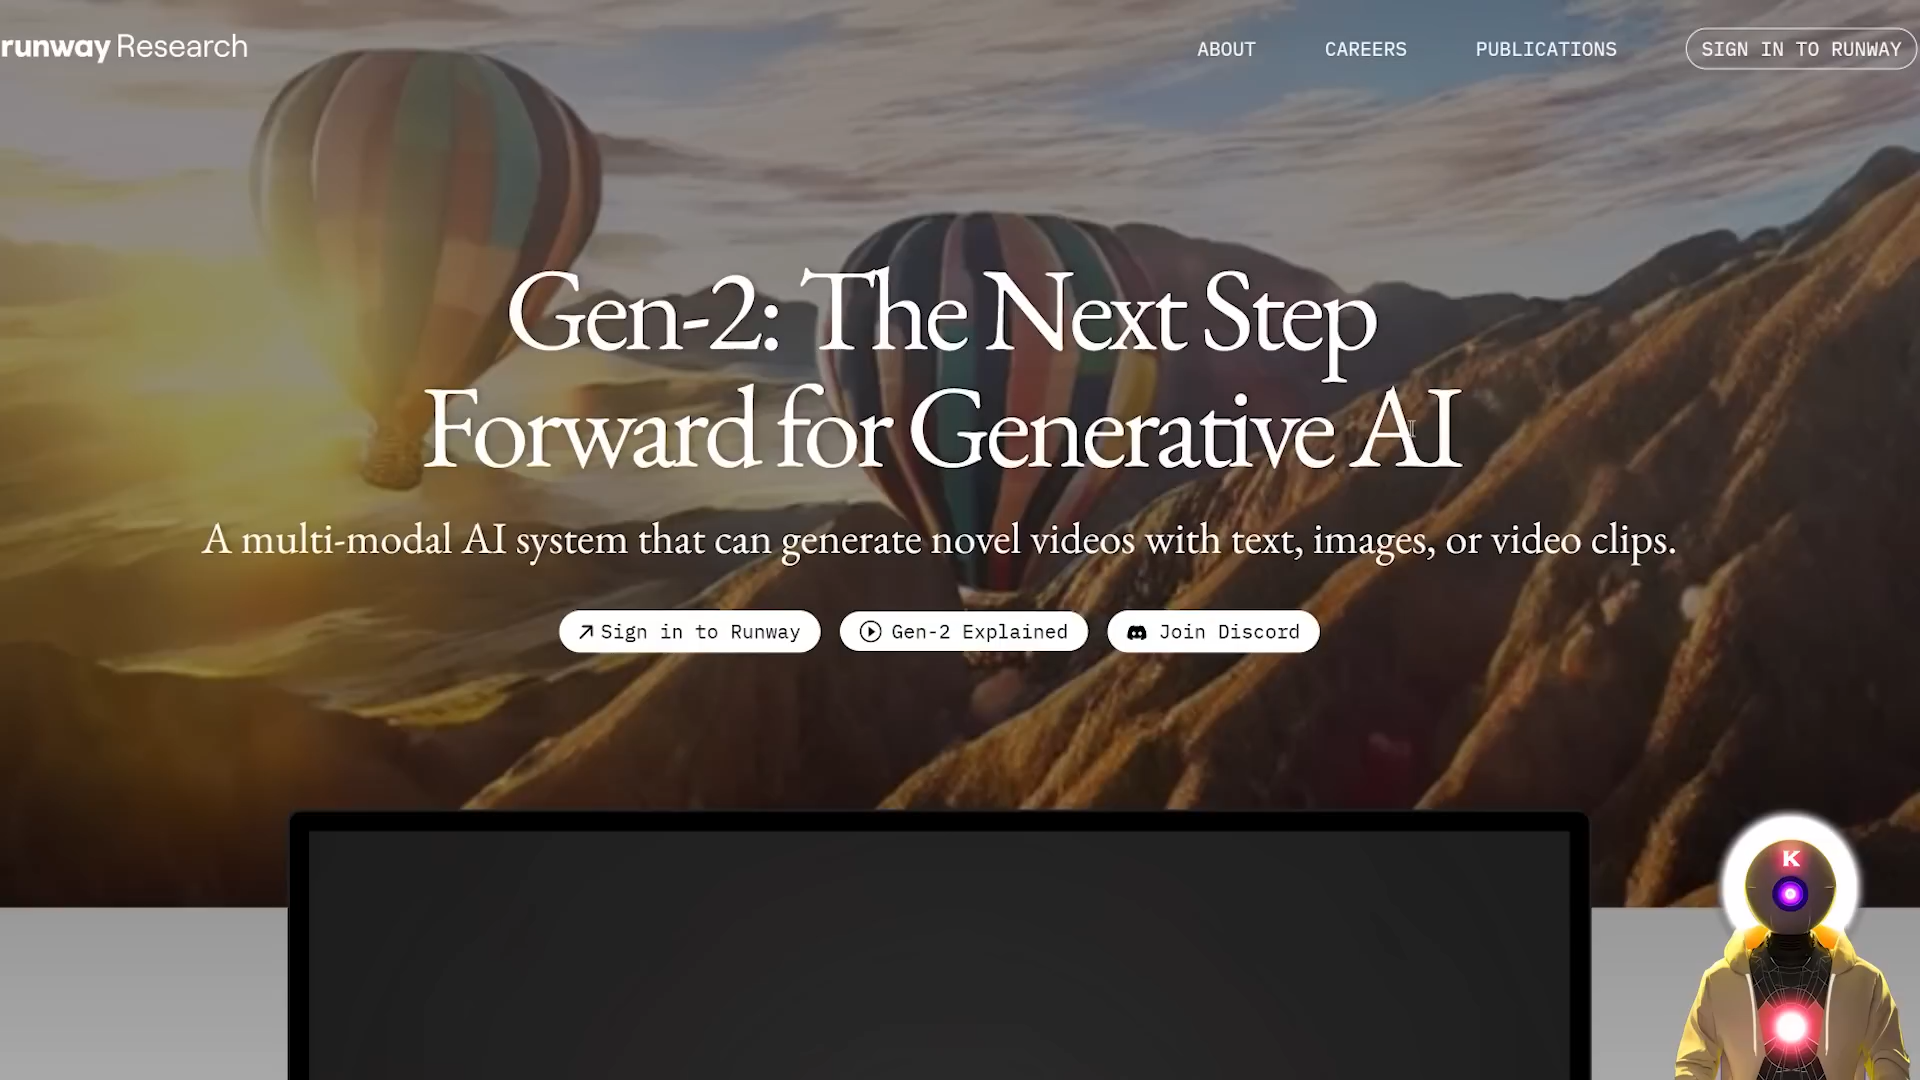 runway Research
ABOUT
CAREERS
PUBLICATIONS
SIGN IN TO RUNWAY
Gen-2: The Next Step
Forward for Generative AI
A multi-modal AI system that can generate novel videos with text, images, or video clips.
Sign in to Runway
Gen-2 Explained
Join Discord
K